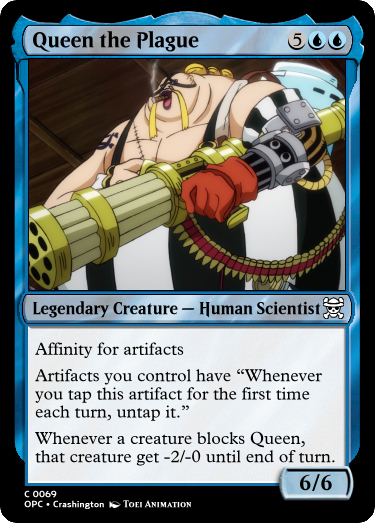 Queen the Plague 5
Legendary Creature — Human Scientist
Affinity for artifacts
Artifacts you control have “Whenever
you tap this artifact for the first time
each turn, untap it.”
Whenever a creature blocks Queen,
that creature get -2/-0 until end of turn.
6/6
C 0069
OPC • Crashington TOEI ANIMATION